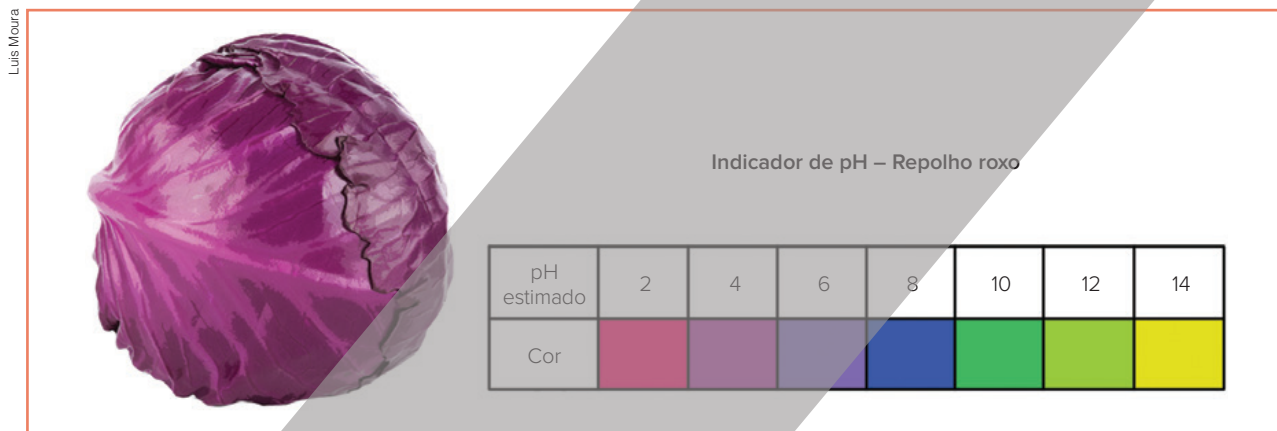 Luis Moura
Indicador de pH – Repolho roxo
pH estimado 2 4 6 8 10 12 14
Cor